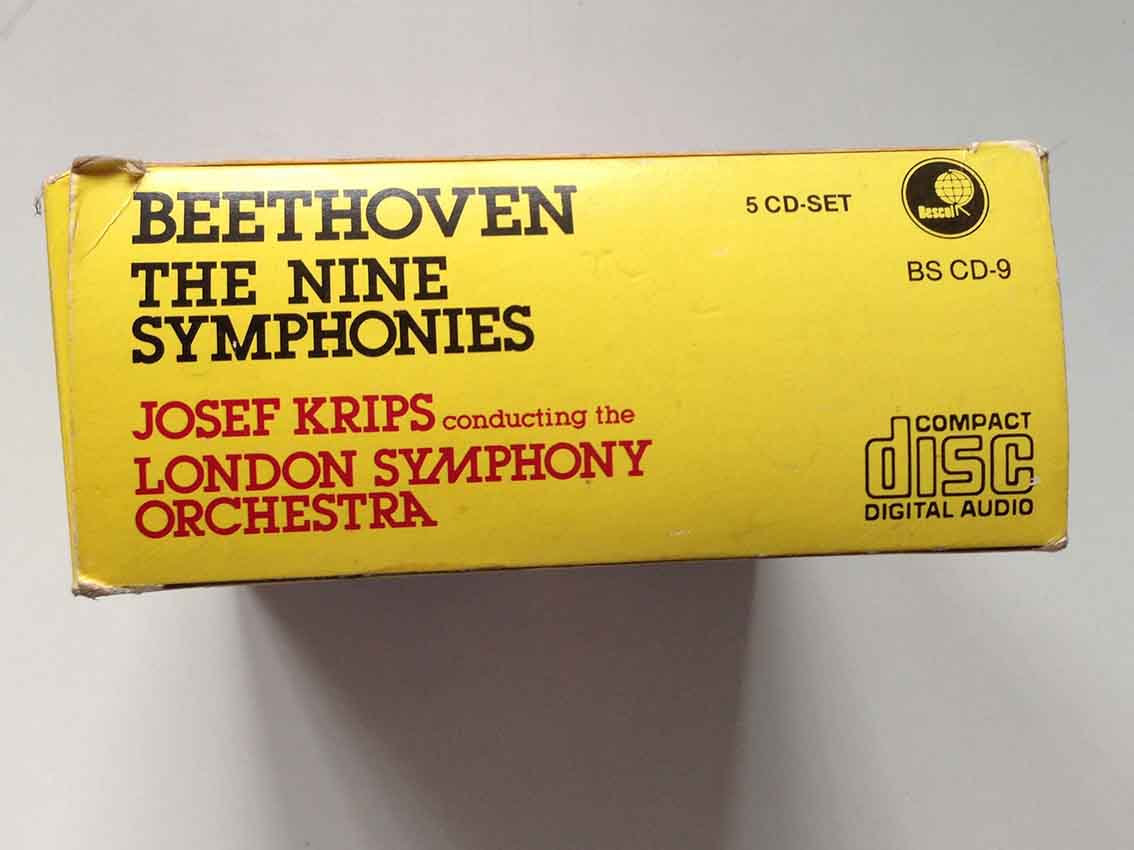 BEETHOVEN
THE NINE
SYMPHONIES
JOSEF KRIPS conducting the
LONDON SYMPHONY
ORCHESTRA
5 CD-SET
Bescol
BS CD-9
COMPACT
disc
DIGITAL AUDIO